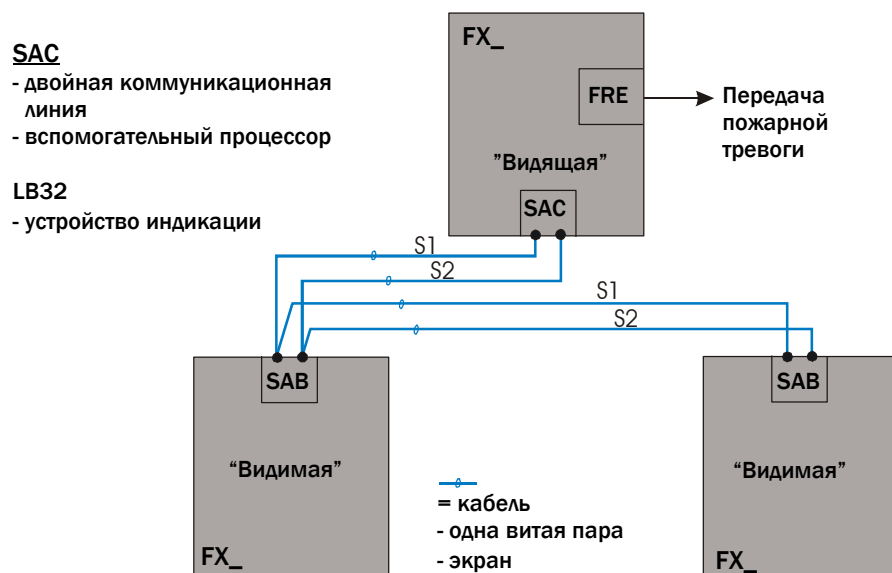 SAC
- двойная коммуникационная
линия
- вспомогательный процессор
LB32
- устройство индикации
FX_
FRE
Передача
пожарной
тревоги
"Видящая"
SAC
S1
S2
S1
S2
SAB
SAB
“Видимая”
“Видимая”
= кабель
- одна витая пара
- экран
FX_
FX_